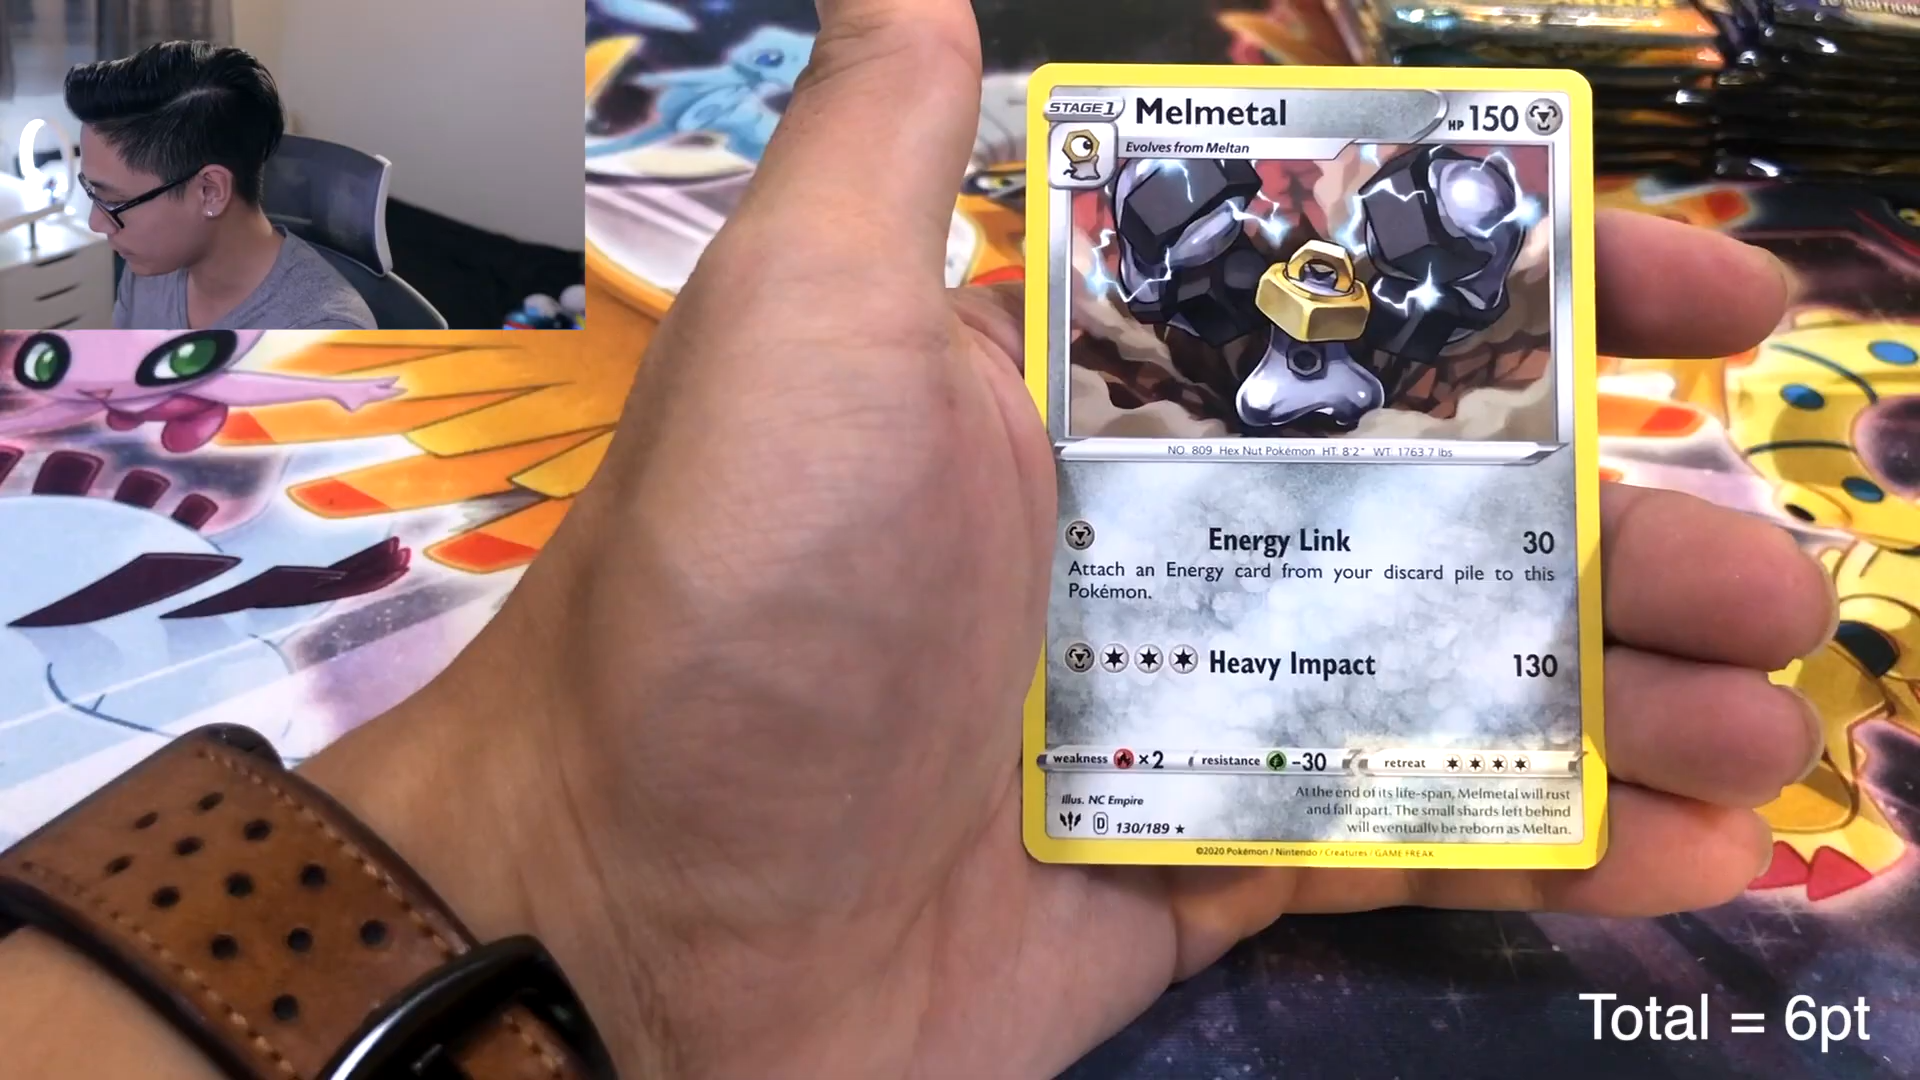 STAGE 1 Melmetal HP 150
Evolves from Meltan
NO. 809 Hex Nut Pokémon HT. 8'2" WT. 1763.7 lbs
Energy Link 30
Attach an Energy card from your discard pile to this
Pokémon.
Heavy Impact 130
weakness ×2 resistance -30 retreat
Illus. NC Empire
At the end of its life-span, Melmetal will rust
and fall apart. The small shards left behind
will eventually be reborn as Meltan.
D 130/189 ★
©2020 Pokémon / Nintendo / Creatures / GAME FREAK
Total = 6pt